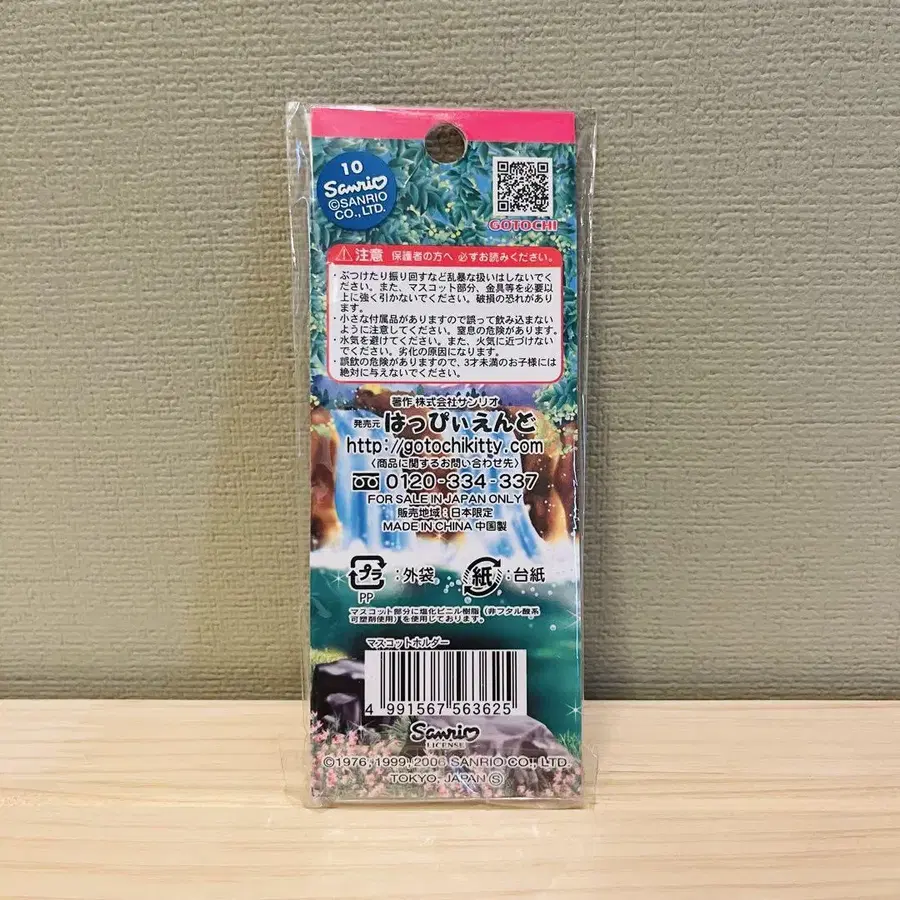 10
Sanrio
©SANRIO
CO., LTD.
GOTOCHI
注意 保護者の方へ 必ずお読みください。
・ぶつけたり振り回すなど乱暴な扱いはしないでく
ださい。また、マスコット部分、金具等を必要以
上に強く引かないでください。破損の恐れがあり
ます。
・小さな付属品がありますので誤って飲み込まない
ように注意してください。窒息の危険があります。
・水気を避けてください。また、火気に近づけない
でください。劣化の原因になります。
・誤飲の危険がありますので、3才未満のお子様には
絶対に与えないでください。
著作 株式会社サンリオ
発売元 はっぴぃえんど
http://gotochikitty.com
〈商品に関するお問い合わせ先〉
0120-334-337
FOR SALE IN JAPAN ONLY
販売地域:日本限定
MADE IN CHINA 中国製
プラ :外袋 紙 :台紙
PP
マスコット部分に塩化ビニル樹脂(非フタル酸系
可塑剤使用)を使用しております。
マスコットホルダー
4 991567 563625
Sanrio
LICENSE
©1976, 1999, 2006 SANRIO CO., LTD.
TOKYO, JAPAN Ⓢ